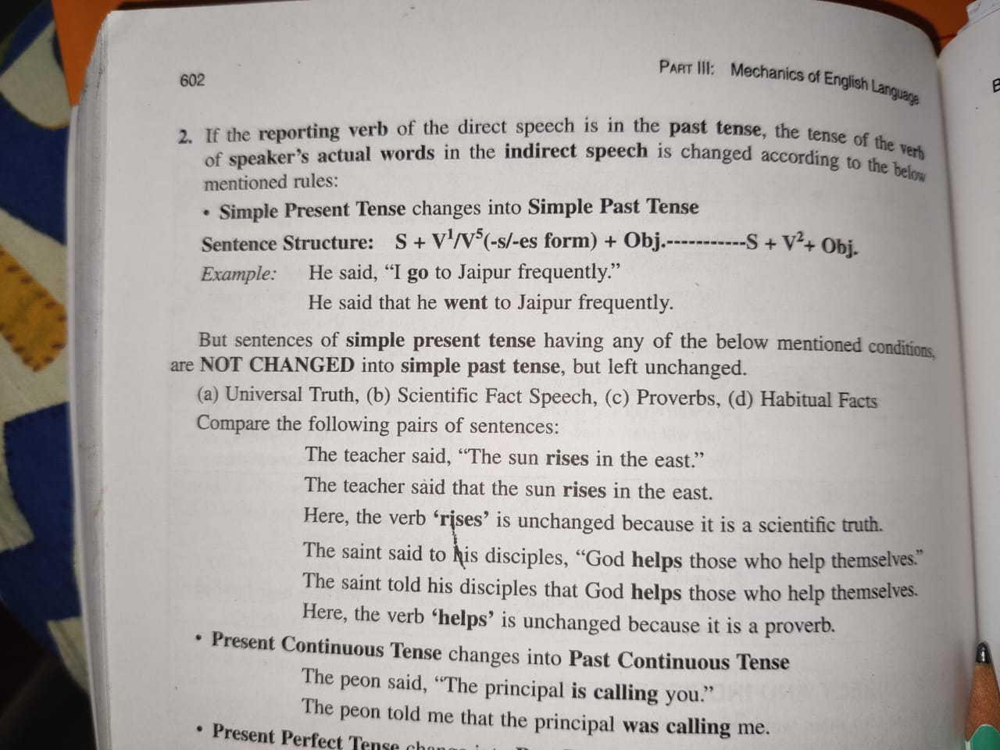 602
PART III: Mechanics of English Language
2. If the reporting verb of the direct speech is in the past tense, the tense of the verb
of speaker's actual words in the indirect speech is changed according to the below
mentioned rules:
• Simple Present Tense changes into Simple Past Tense
Sentence Structure: S + V¹/V⁵(-s/-es form) + Obj.-----------S + V²+ Obj.
Example: He said, “I go to Jaipur frequently.”
He said that he went to Jaipur frequently.
But sentences of simple present tense having any of the below mentioned conditions,
are NOT CHANGED into simple past tense, but left unchanged.
(a) Universal Truth, (b) Scientific Fact Speech, (c) Proverbs, (d) Habitual Facts
Compare the following pairs of sentences:
The teacher said, “The sun rises in the east.”
The teacher said that the sun rises in the east.
Here, the verb ‘rises’ is unchanged because it is a scientific truth.
The saint said to his disciples, “God helps those who help themselves.”
The saint told his disciples that God helps those who help themselves.
Here, the verb ‘helps’ is unchanged because it is a proverb.
• Present Continuous Tense changes into Past Continuous Tense
The peon said, “The principal is calling you.”
The peon told me that the principal was calling me.
• Present Perfect Tense